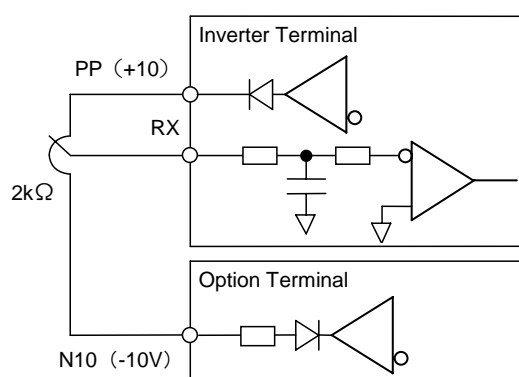 Inverter Terminal
PP（+10）
RX
2kΩ
Option Terminal
N10（-10V）